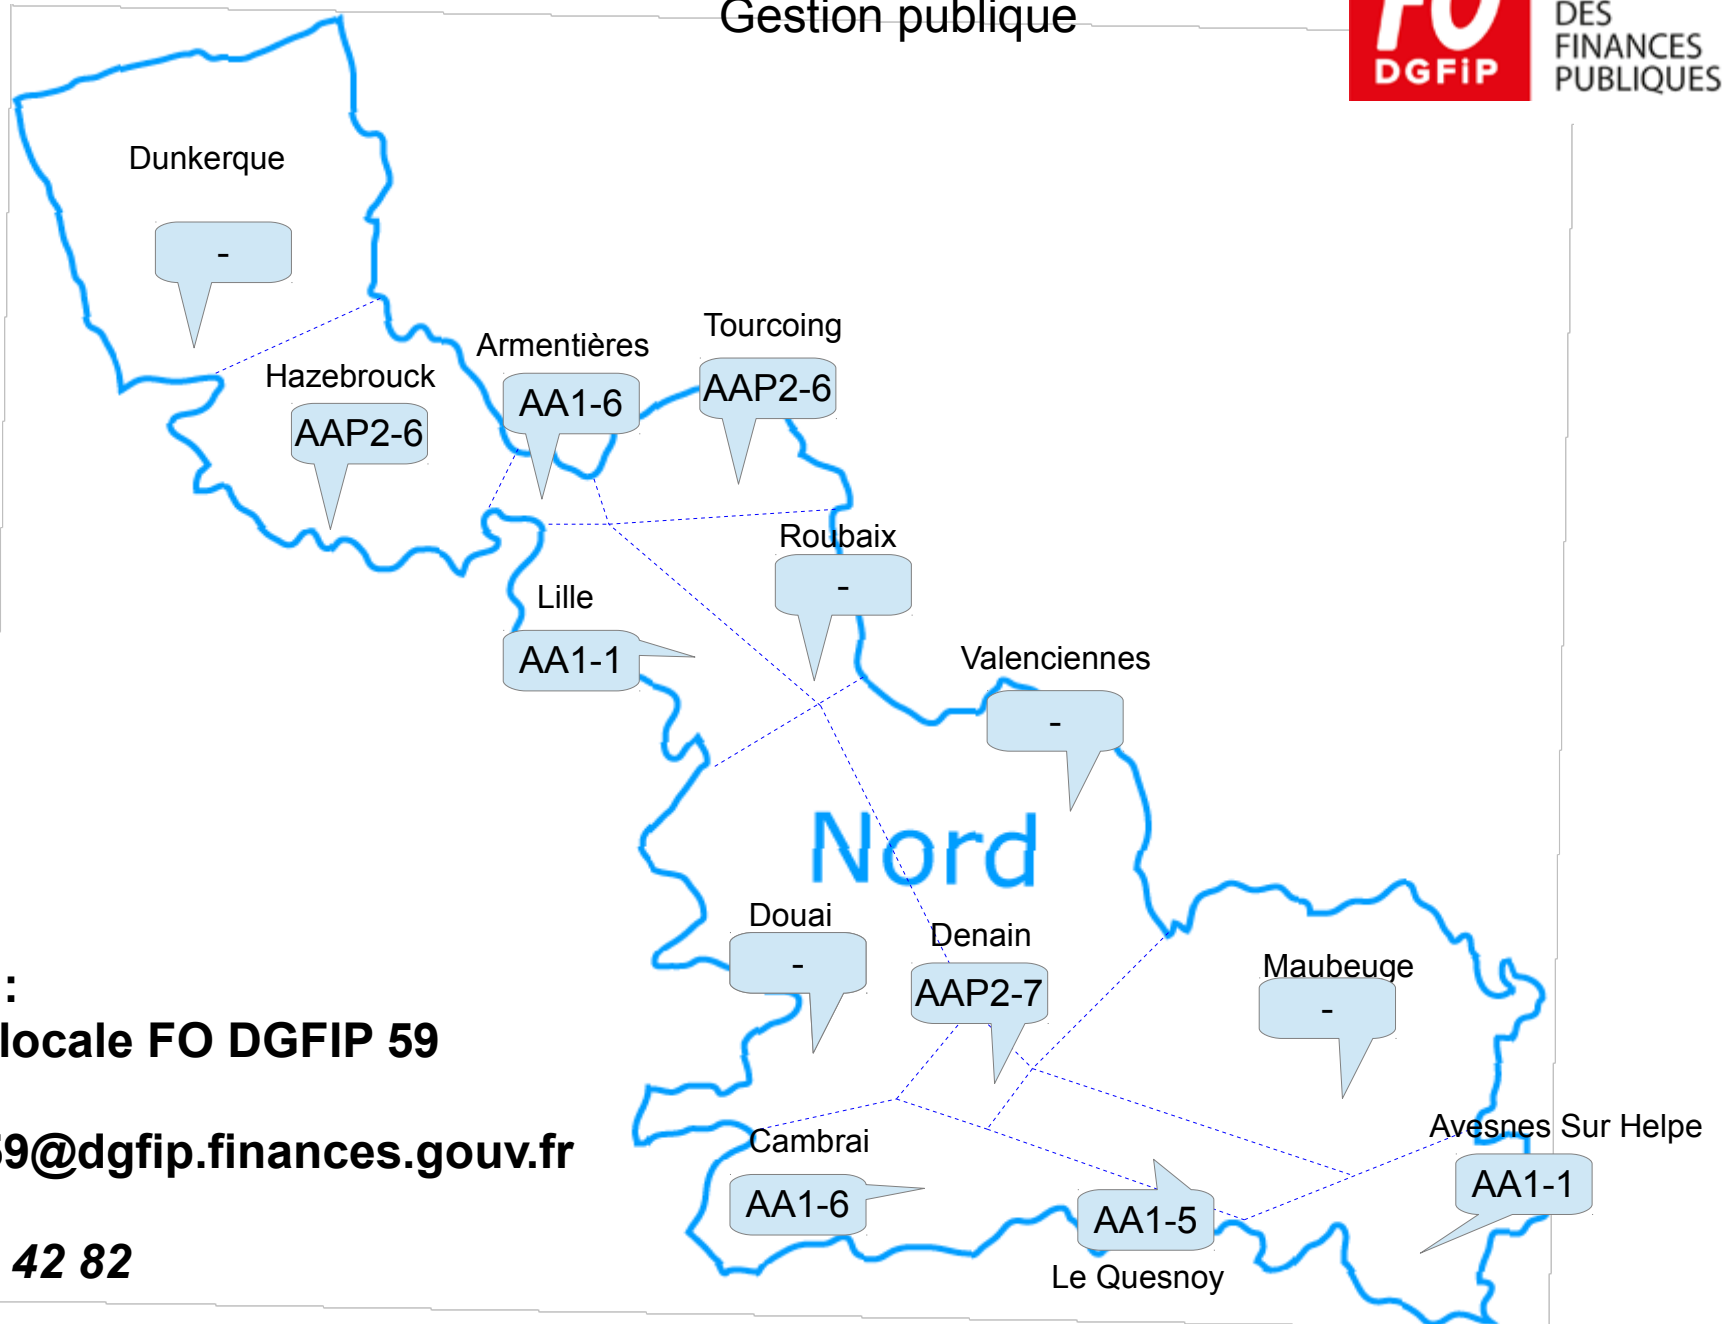 Gestion publique
FO
DGFiP
DES
FINANCES
PUBLIQUES
Dunkerque
-
Hazebrouck
AAP2-6
Armentières
AA1-6
Tourcoing
AAP2-6
Roubaix
-
Lille
AA1-1
Valenciennes
-
Nord
Douai
-
Denain
AAP2-7
Maubeuge
-
Avesnes Sur Helpe
AA1-1
Cambrai
AA1-6
AA1-5
Le Quesnoy
:
locale FO DGFIP 59
59@dgfip.finances.gouv.fr
42 82